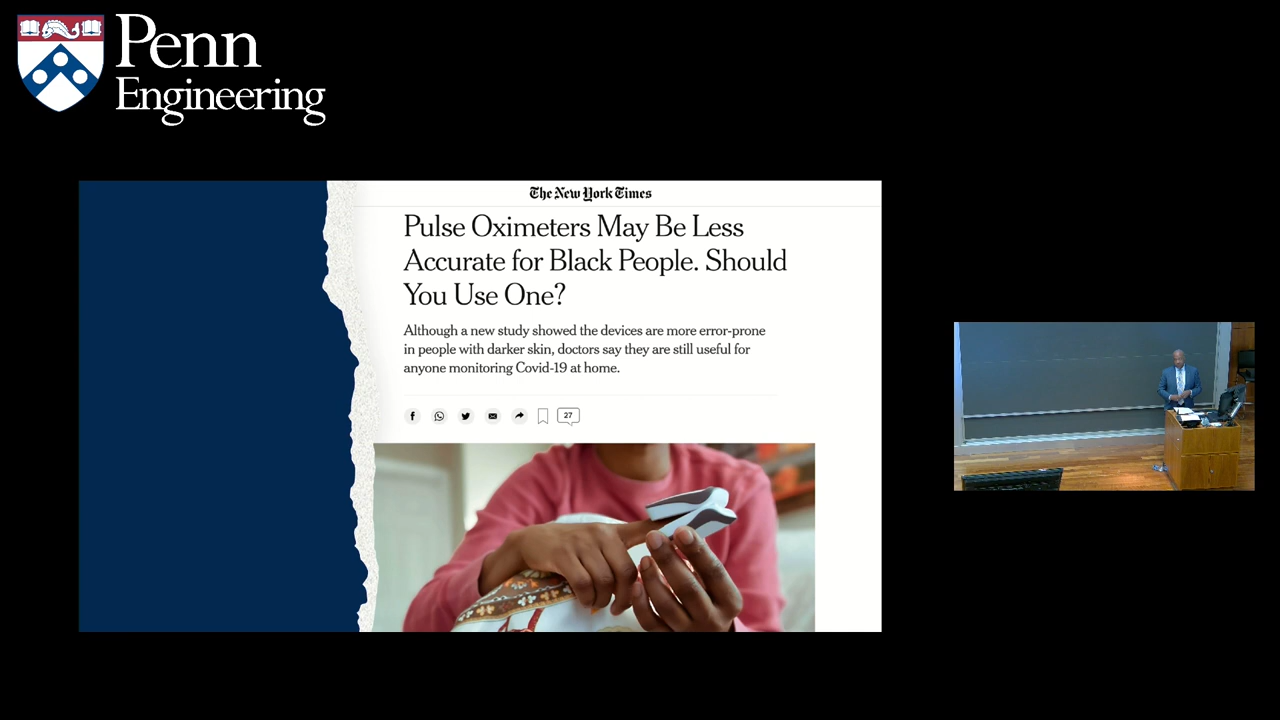 Penn
Engineering
The New York Times
Pulse Oximeters May Be Less
Accurate for Black People. Should
You Use One?
Although a new study showed the devices are more error-prone
in people with darker skin, doctors say they are still useful for
anyone monitoring Covid-19 at home.
27